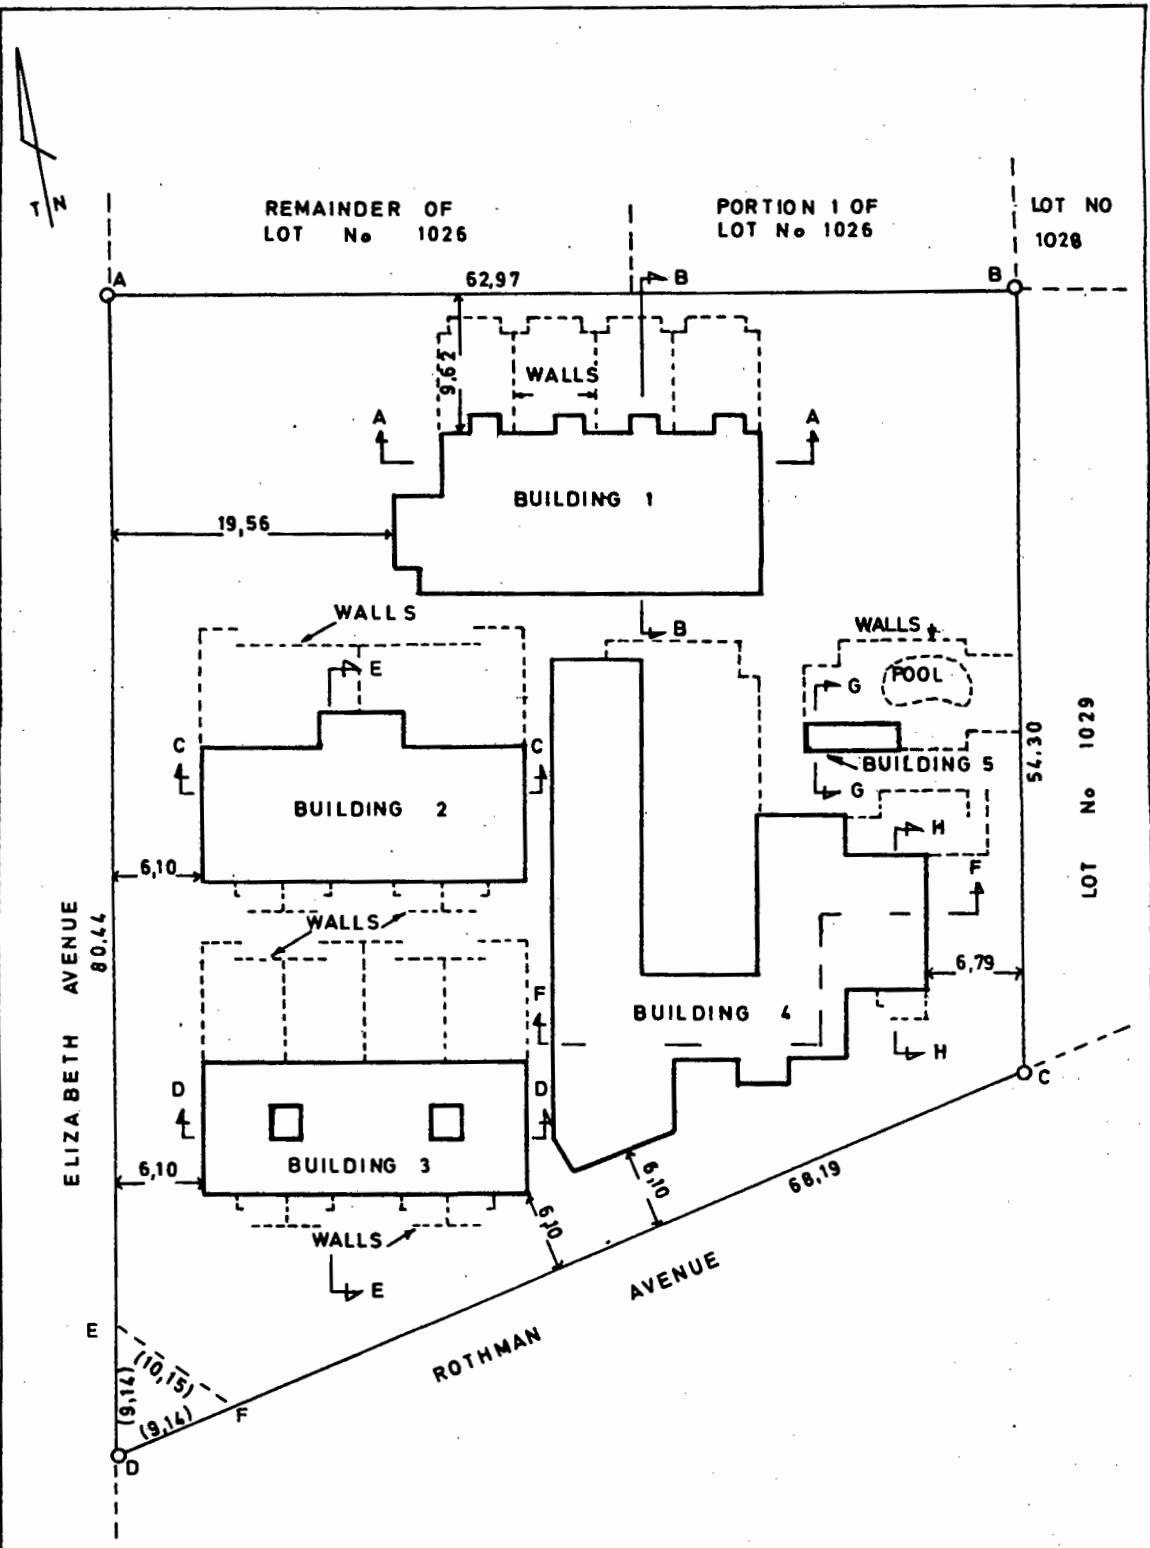 TN
REMAINDER OF
LOT No 1026
PORTION 1 OF
LOT No 1026
LOT NO
1028
A
62,97
B
B
9,62
WALLS
A
A
BUILDING 1
19,56
B
WALLS
WALLS
E
G
POOL
C
C
BUILDING 5
54,30
LOT No 1029
G
BUILDING 2
H
F
6,10
WALLS
ELIZABETH AVENUE
80,44
6,79
F
BUILDING 4
H
C
D
D
BUILDING 3
6,10
6,10
68,19
6,10
WALLS
E
ROTHMAN AVENUE
E
(10,15)
(9,14)
(9,14)
F
D